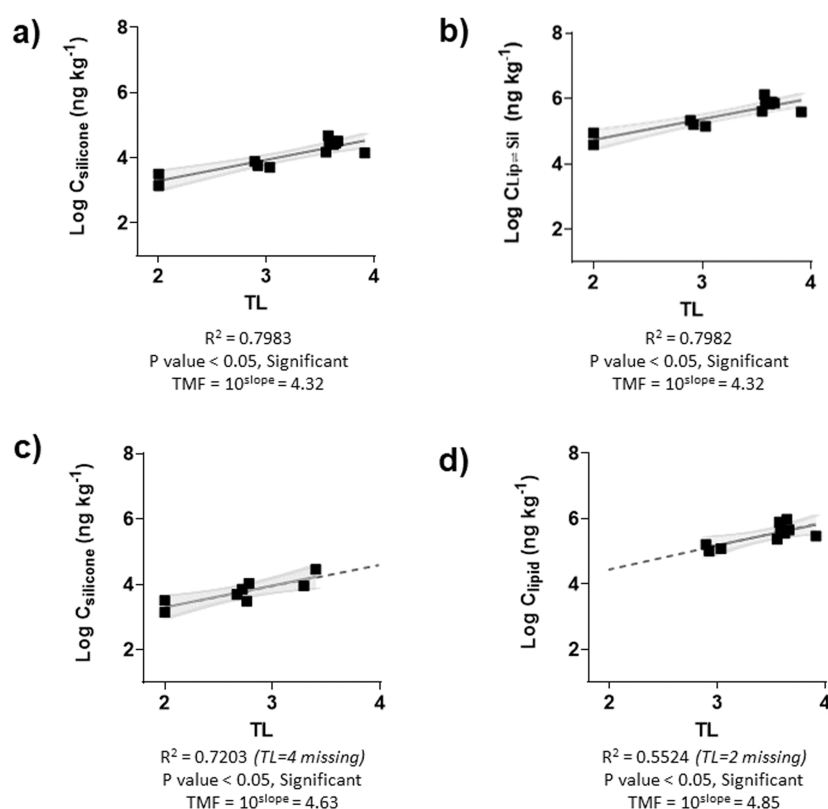 a)
Log C_silicone (ng kg⁻¹)
8
6
4
2
2 3 4
TL
R² = 0.7983
P value < 0.05, Significant
TMF = 10^slope = 4.32
b)
Log C_Lip⇌ Sil (ng kg⁻¹)
8
6
4
2
2 3 4
TL
R² = 0.7982
P value < 0.05, Significant
TMF = 10^slope = 4.32
c)
Log C_silicone (ng kg⁻¹)
8
6
4
2
2 3 4
TL
R² = 0.7203 (TL=4 missing)
P value < 0.05, Significant
TMF = 10^slope = 4.63
d)
Log C_lipid (ng kg⁻¹)
8
6
4
2
2 3 4
TL
R² = 0.5524 (TL=2 missing)
P value < 0.05, Significant
TMF = 10^slope = 4.85